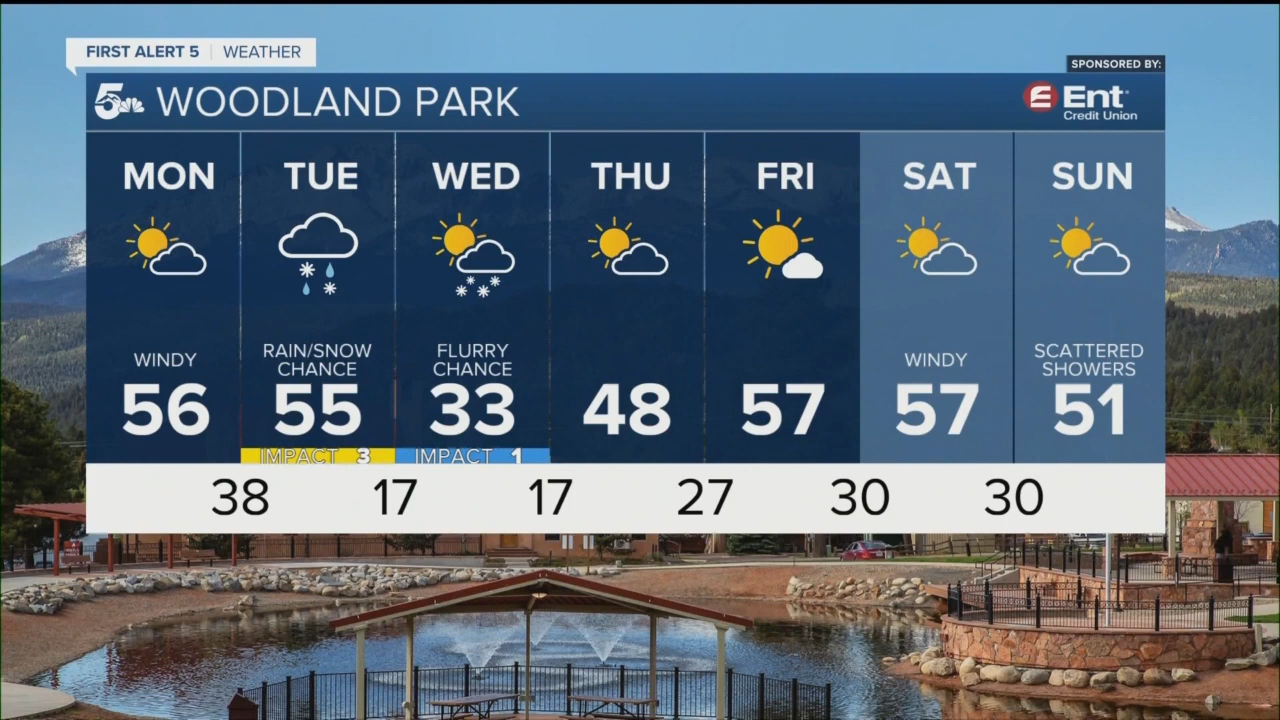 FIRST ALERT 5 | WEATHER
SPONSORED BY:
5 WOODLAND PARK
Ent
Credit Union
MON TUE WED THU FRI SAT SUN
WINDY
RAIN/SNOW
CHANCE
FLURRY
CHANCE
WINDY
SCATTERED
SHOWERS
56 55 33 48 57 57 51
IMPACT 3 IMPACT 1
38 17 17 27 30 30